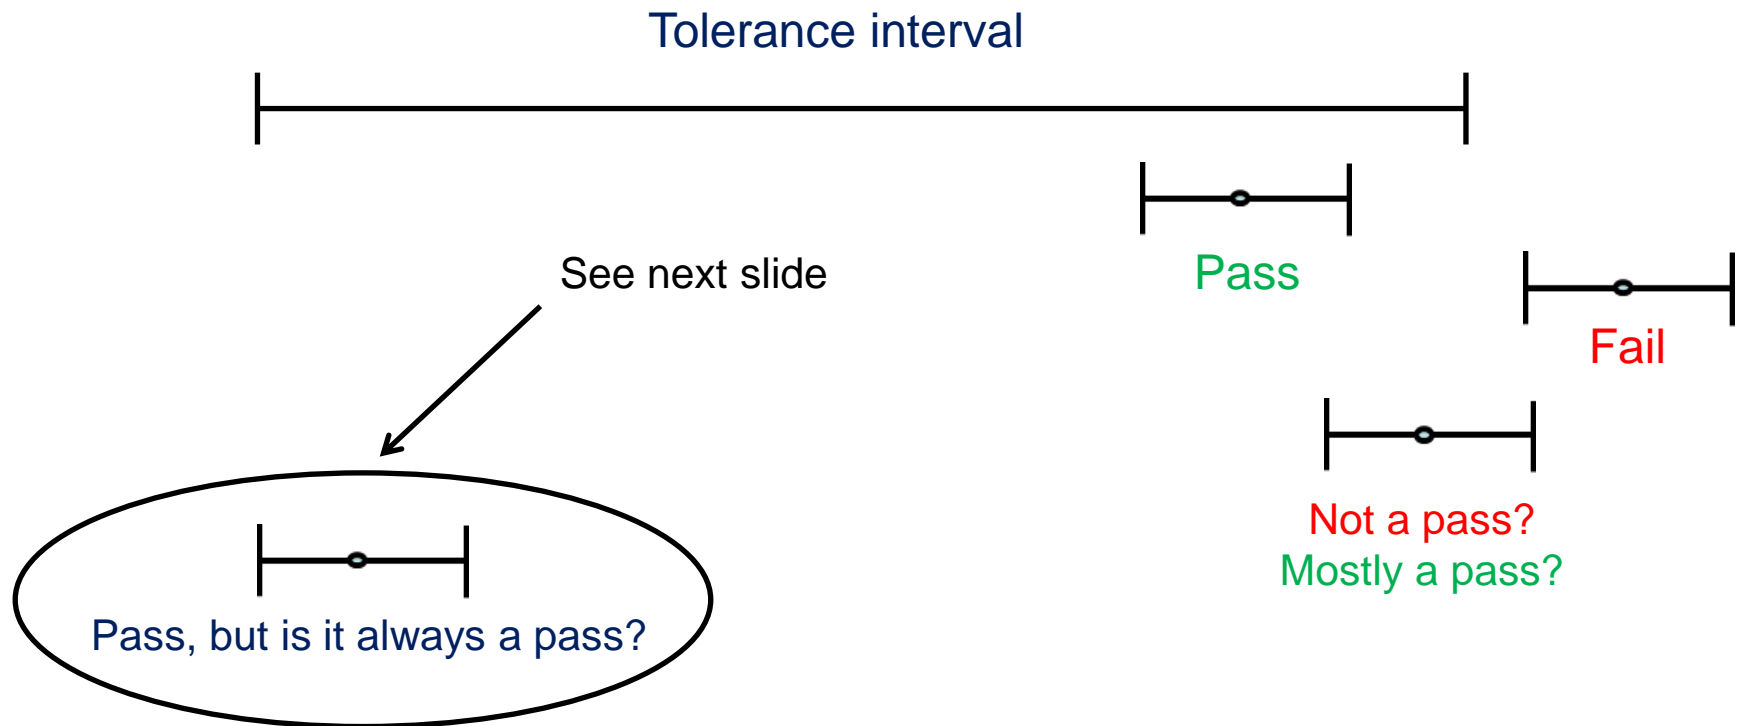 Tolerance interval
Pass
See next slide
Fail
Not a pass?
Mostly a pass?
Pass, but is it always a pass?